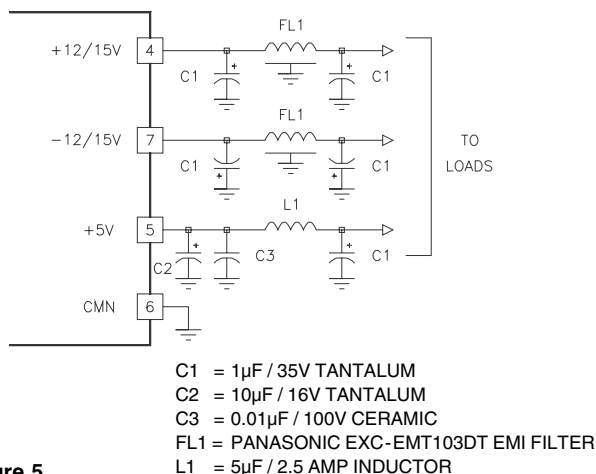 FL1
+12/15V 4
+ +
C1 C1
FL1
-12/15V 7
C1 C1
+ +
TO
LOADS
L1
+5V 5
+ +
C2 C3 C1
CMN 6
C1 = 1µF / 35V TANTALUM
C2 = 10µF / 16V TANTALUM
C3 = 0.01µF / 100V CERAMIC
FL1 = PANASONIC EXC-EMT103DT EMI FILTER
L1 = 5µF / 2.5 AMP INDUCTOR